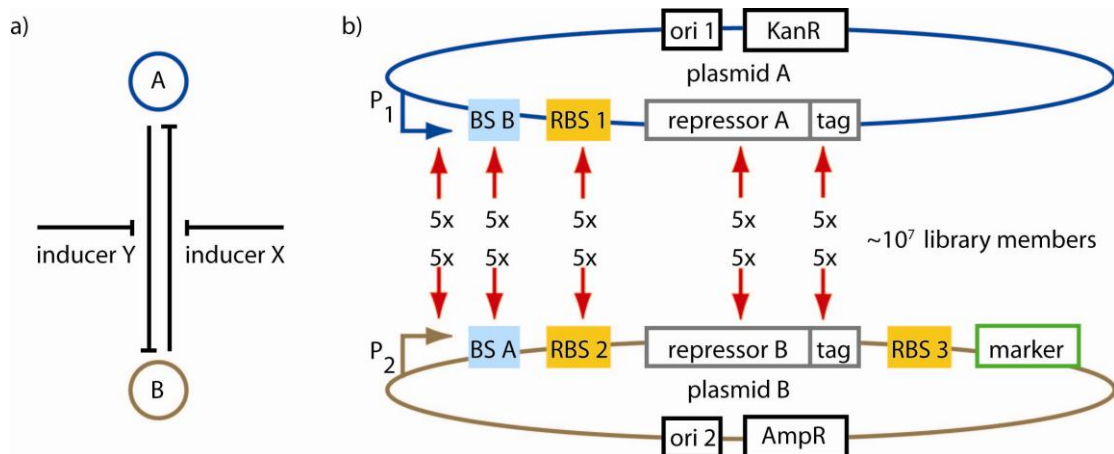 a)
A
inducer Y
inducer X
B
b)
ori 1
KanR
plasmid A
P1
BS B
RBS 1
repressor A
tag
5x
5x
5x
5x
5x
~10⁷ library members
5x
5x
5x
5x
5x
P2
BS A
RBS 2
repressor B
tag
RBS 3
marker
plasmid B
ori 2
AmpR